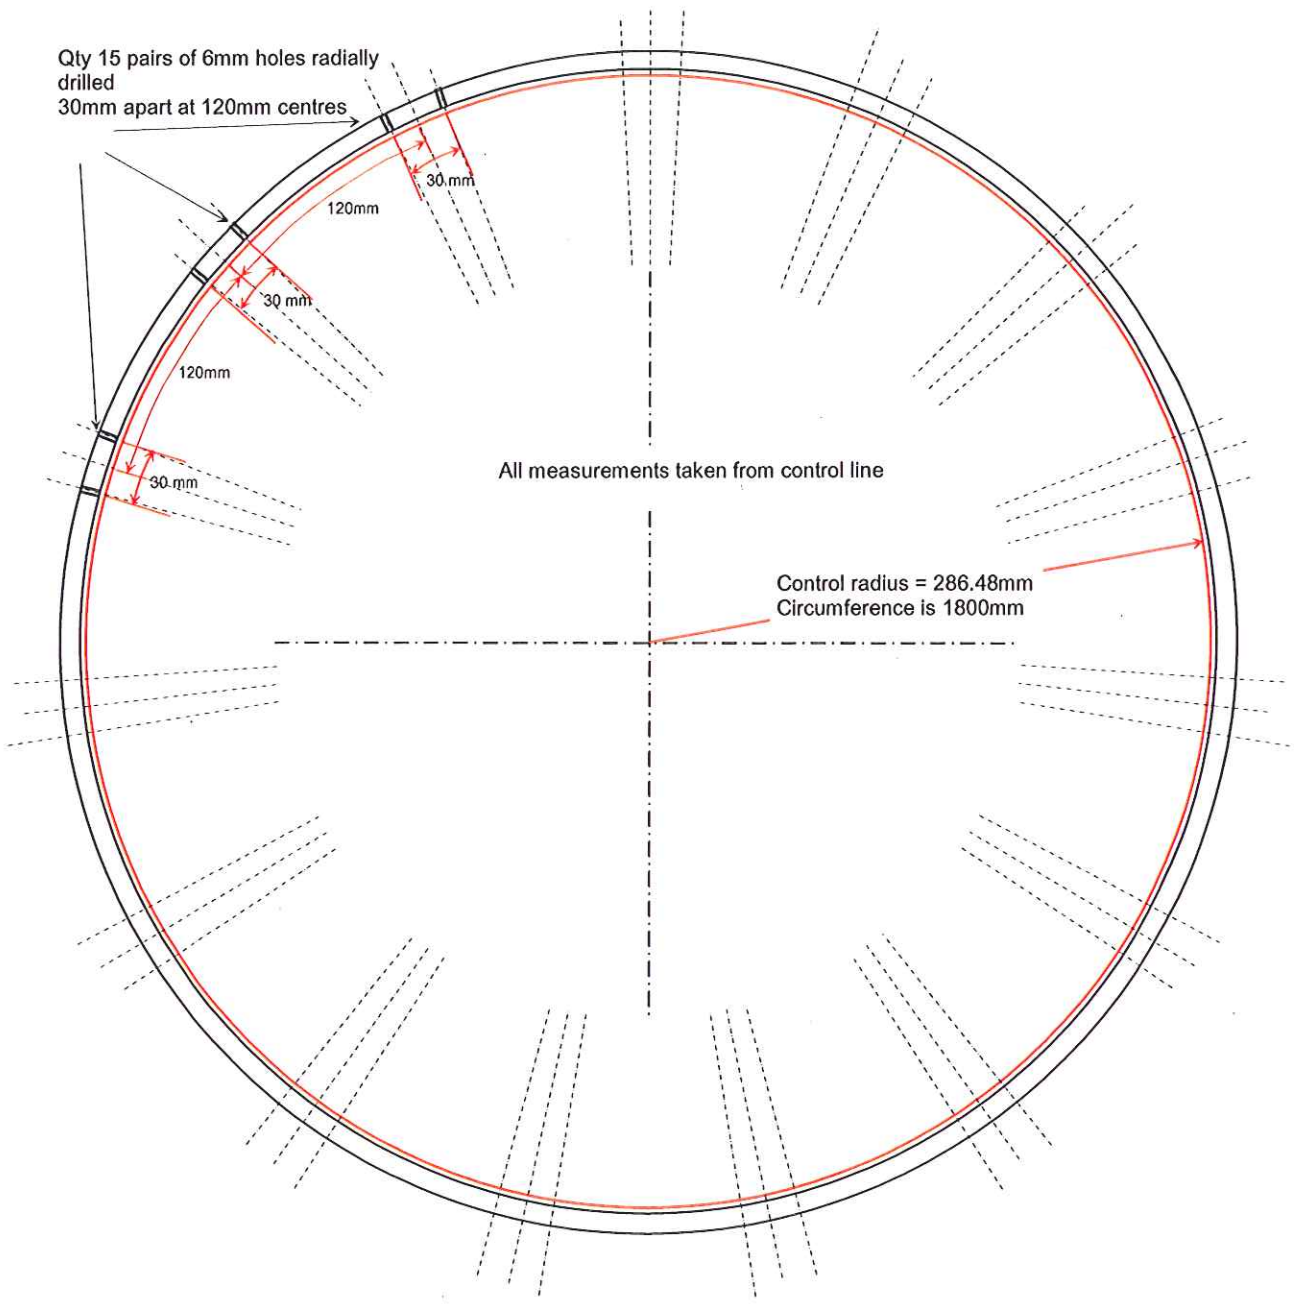 Qty 15 pairs of 6mm holes radially
drilled
30mm apart at 120mm centres
30 mm
120mm
30 mm
120mm
30 mm
All measurements taken from control line
Control radius = 286.48mm
Circumference is 1800mm